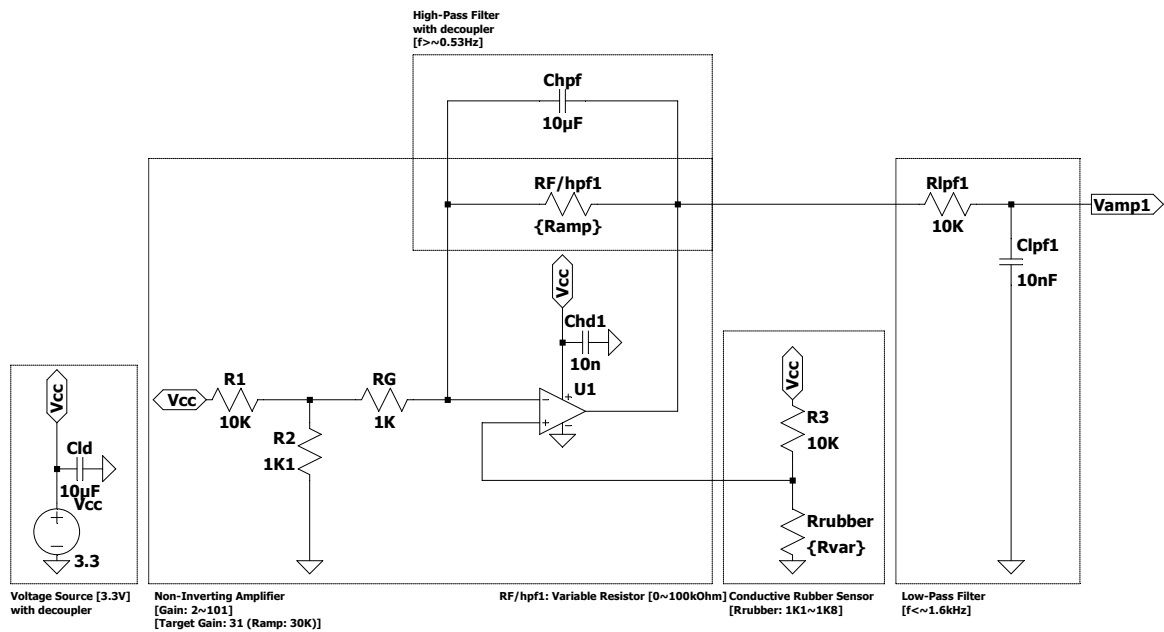 High-Pass Filter
with decoupler
[f>~0.53Hz]
Chpf
10µF
RF/hpf1
{Ramp}
Rlpf1
10K
Vamp1
Clpf1
10nF
Vcc
Chd1
10n
U1
Vcc
R1
10K
RG
1K
R2
1K1
Vcc
R3
10K
Rrubber
{Rvar}
Vcc
Cld
10µF
Vcc
3.3
Voltage Source [3.3V]
with decoupler
Non-Inverting Amplifier
[Gain: 2~101]
[Target Gain: 31 (Ramp: 30K)]
RF/hpf1: Variable Resistor [0~100kOhm]
Conductive Rubber Sensor
[Rrubber: 1K1~1K8]
Low-Pass Filter
[f<~1.6kHz]